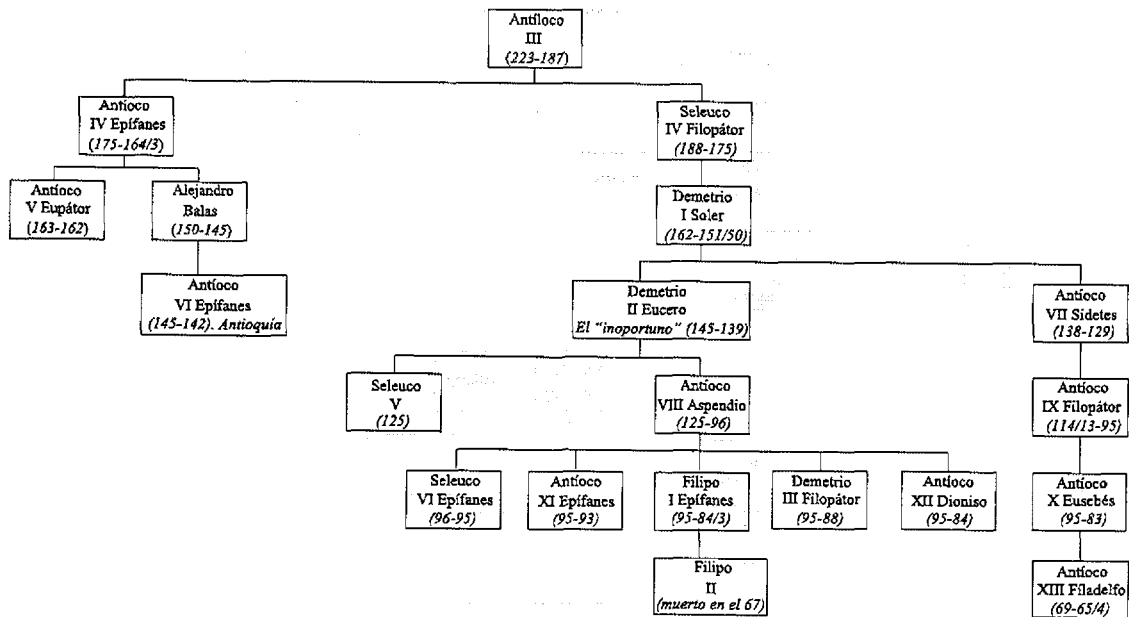 Antíloco
III
(223-187)
Antíoco
IV Epífanes
(175-164/3)
Seleuco
IV Filopátor
(188-175)
Antíoco
V Eupátor
(163-162)
Alejandro
Balas
(150-145)
Demetrio
I Soler
(162-151/50)
Antíoco
VI Epífanes
(145-142). Antioquía
Demetrio
II Eucero
El "inoportuno" (145-139)
Antíoco
VII Sidetes
(138-129)
Seleuco
V
(125)
Antíoco
VIII Aspendio
(125-96)
Antíoco
IX Filopátor
(114/13-95)
Seleuco
VI Epífanes
(96-95)
Antíoco
XI Epífanes
(95-93)
Filipo
I Epífanes
(95-84/3)
Demetrio
III Filopátor
(95-88)
Antíoco
XII Dioniso
(95-84)
Antíoco
X Eusebés
(95-83)
Filipo
II
(muerto en el 67)
Antíoco
XIII Filadelfo
(69-65/4)